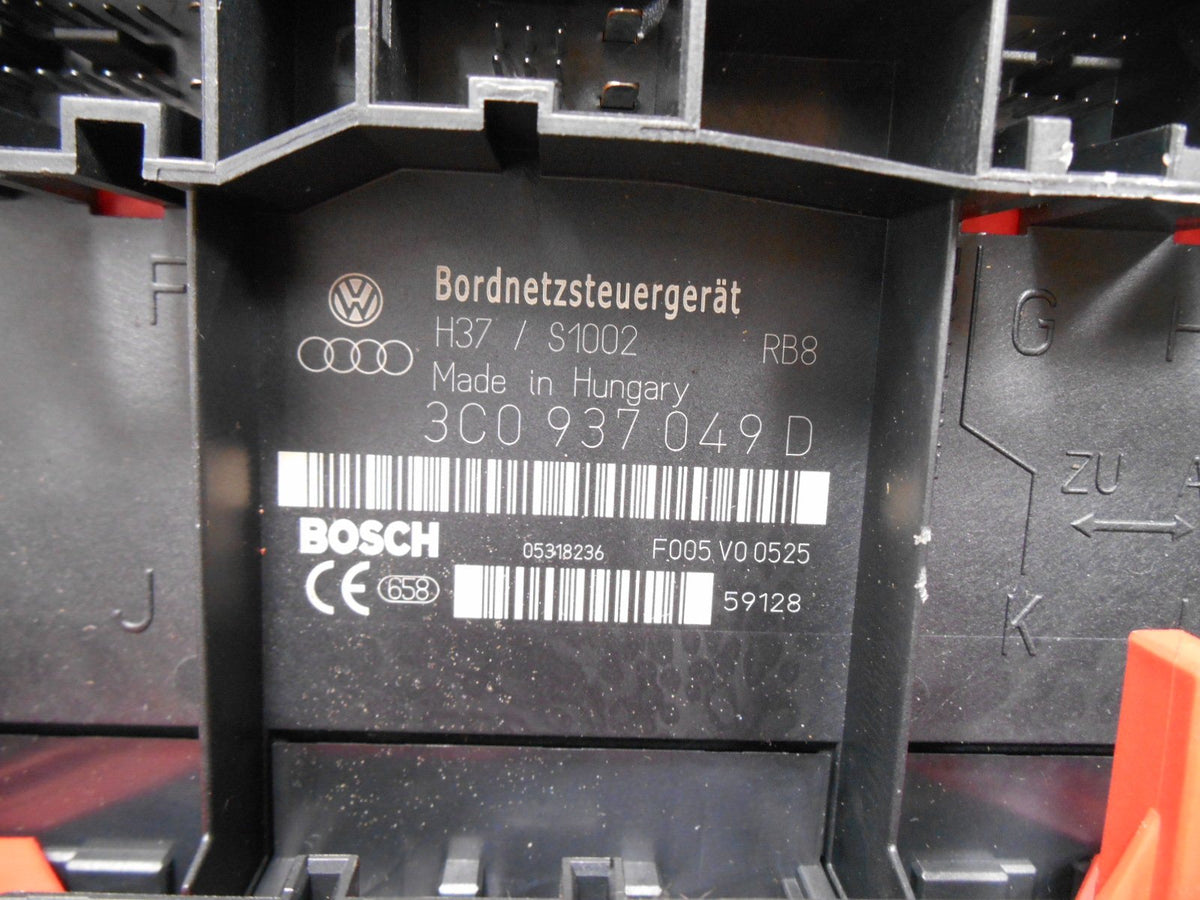 F
Bordnetzsteuergerät
H37 / S1002 RB8
Made in Hungary
3C0 937 049 D
BOSCH 05318236 F005 V0 0525
CE 658 59128
G
H
ZU A
J
K